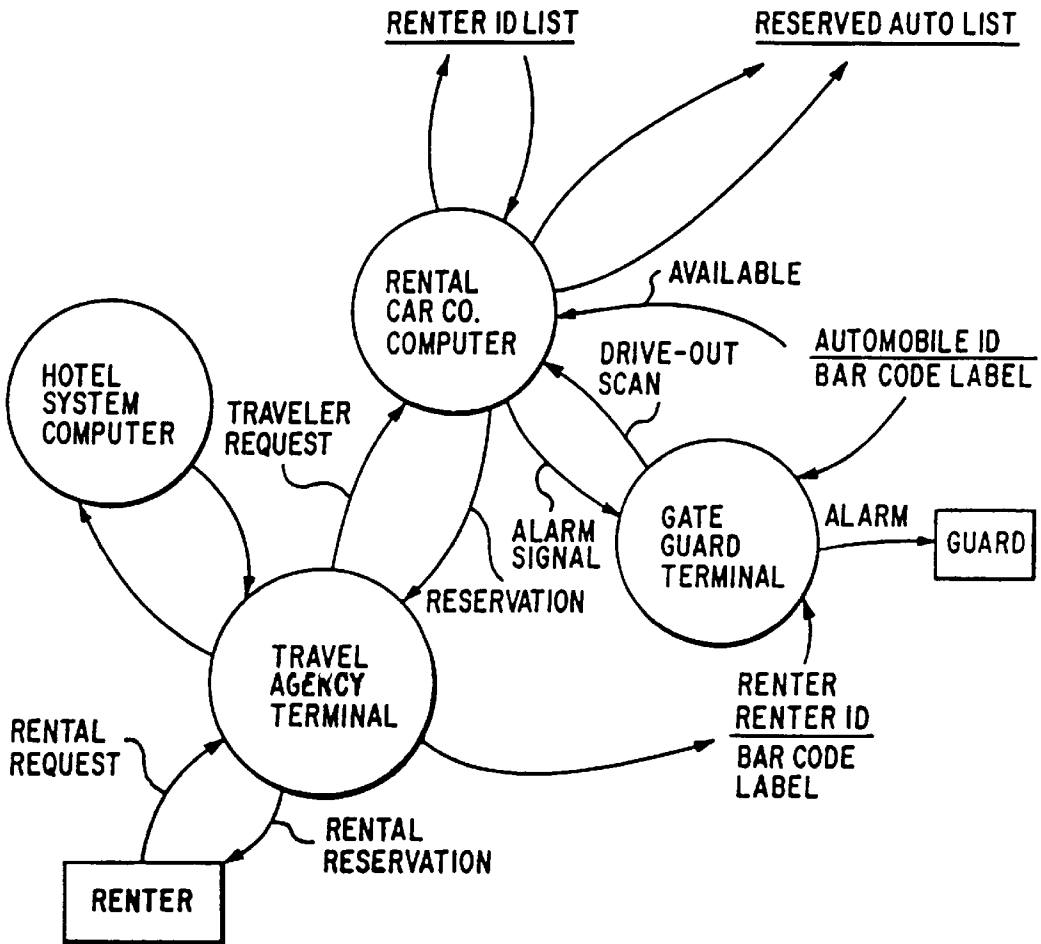 RENTER ID LIST
RESERVED AUTO LIST
RENTAL
CAR CO.
COMPUTER
AVAILABLE
AUTOMOBILE ID
BAR CODE LABEL
DRIVE-OUT
SCAN
HOTEL
SYSTEM
COMPUTER
TRAVELER
REQUEST
ALARM
SIGNAL
RESERVATION
GATE
GUARD
TERMINAL
ALARM
GUARD
TRAVEL
AGENCY
TERMINAL
RENTER
RENTER ID
BAR CODE
LABEL
RENTAL
REQUEST
RENTAL
RESERVATION
RENTER